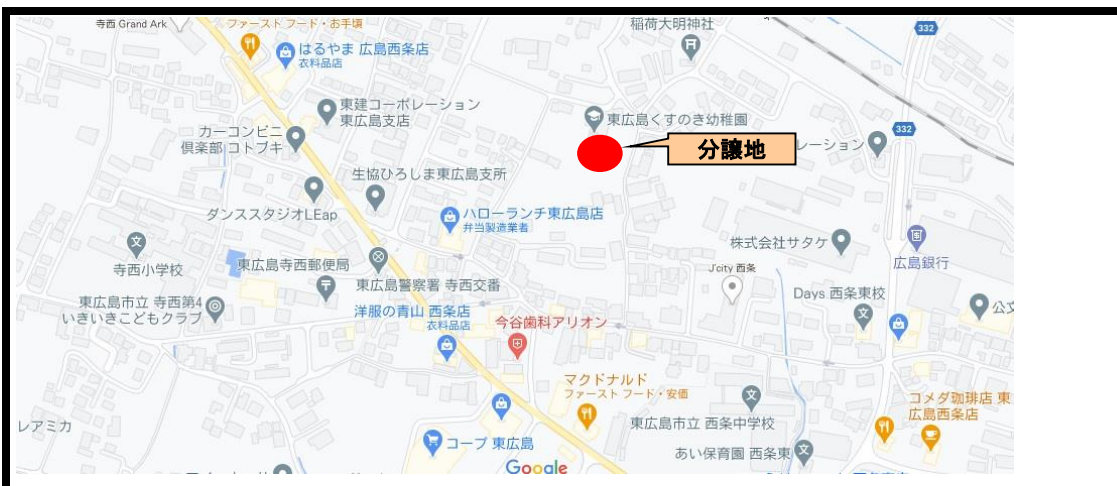 寺西 Grand Ark
ファースト フード・お手頃
稲荷大明神社
332
はるやま 広島西条店
衣料品店
東建コーポレーション
東広島支店
東広島くすのき幼稚園
カーコンビニ
倶楽部 コトブキ
332
分譲地
レーション
生協ひろしま東広島支所
ダンススタジオLEap
ハローランチ東広島店
弁当製造業者
株式会社サタケ
寺西小学校
東広島寺西郵便局
広島銀行
J'city 西条
東広島警察署 寺西交番
東広島市立 寺西第4
いきいきこどもクラブ
洋服の青山 西条店
衣料品店
今谷歯科アリオン
Days 西条東校
公文
マクドナルド
ファースト フード・安価
コメダ珈琲店 東
広島西条店
レアミカ
東広島市立 西条中学校
コープ 東広島
あい保育園 西条東
Google